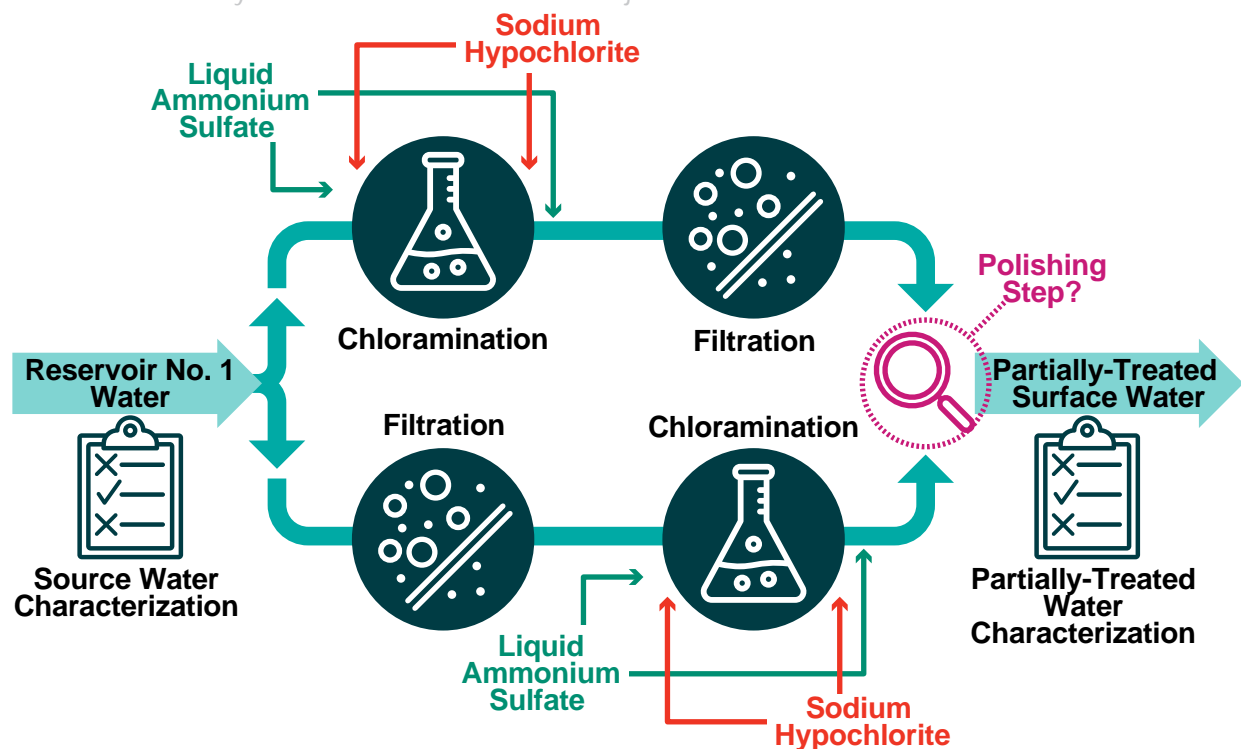 Sodium
Hypochlorite
Liquid
Ammonium
Sulfate
Polishing
Step?
Chloramination
Filtration
Reservoir No. 1
Water
Partially-Treated
Surface Water
Filtration
Chloramination
Source Water
Characterization
Partially-Treated
Water
Characterization
Liquid
Ammonium
Sulfate
Sodium
Hypochlorite